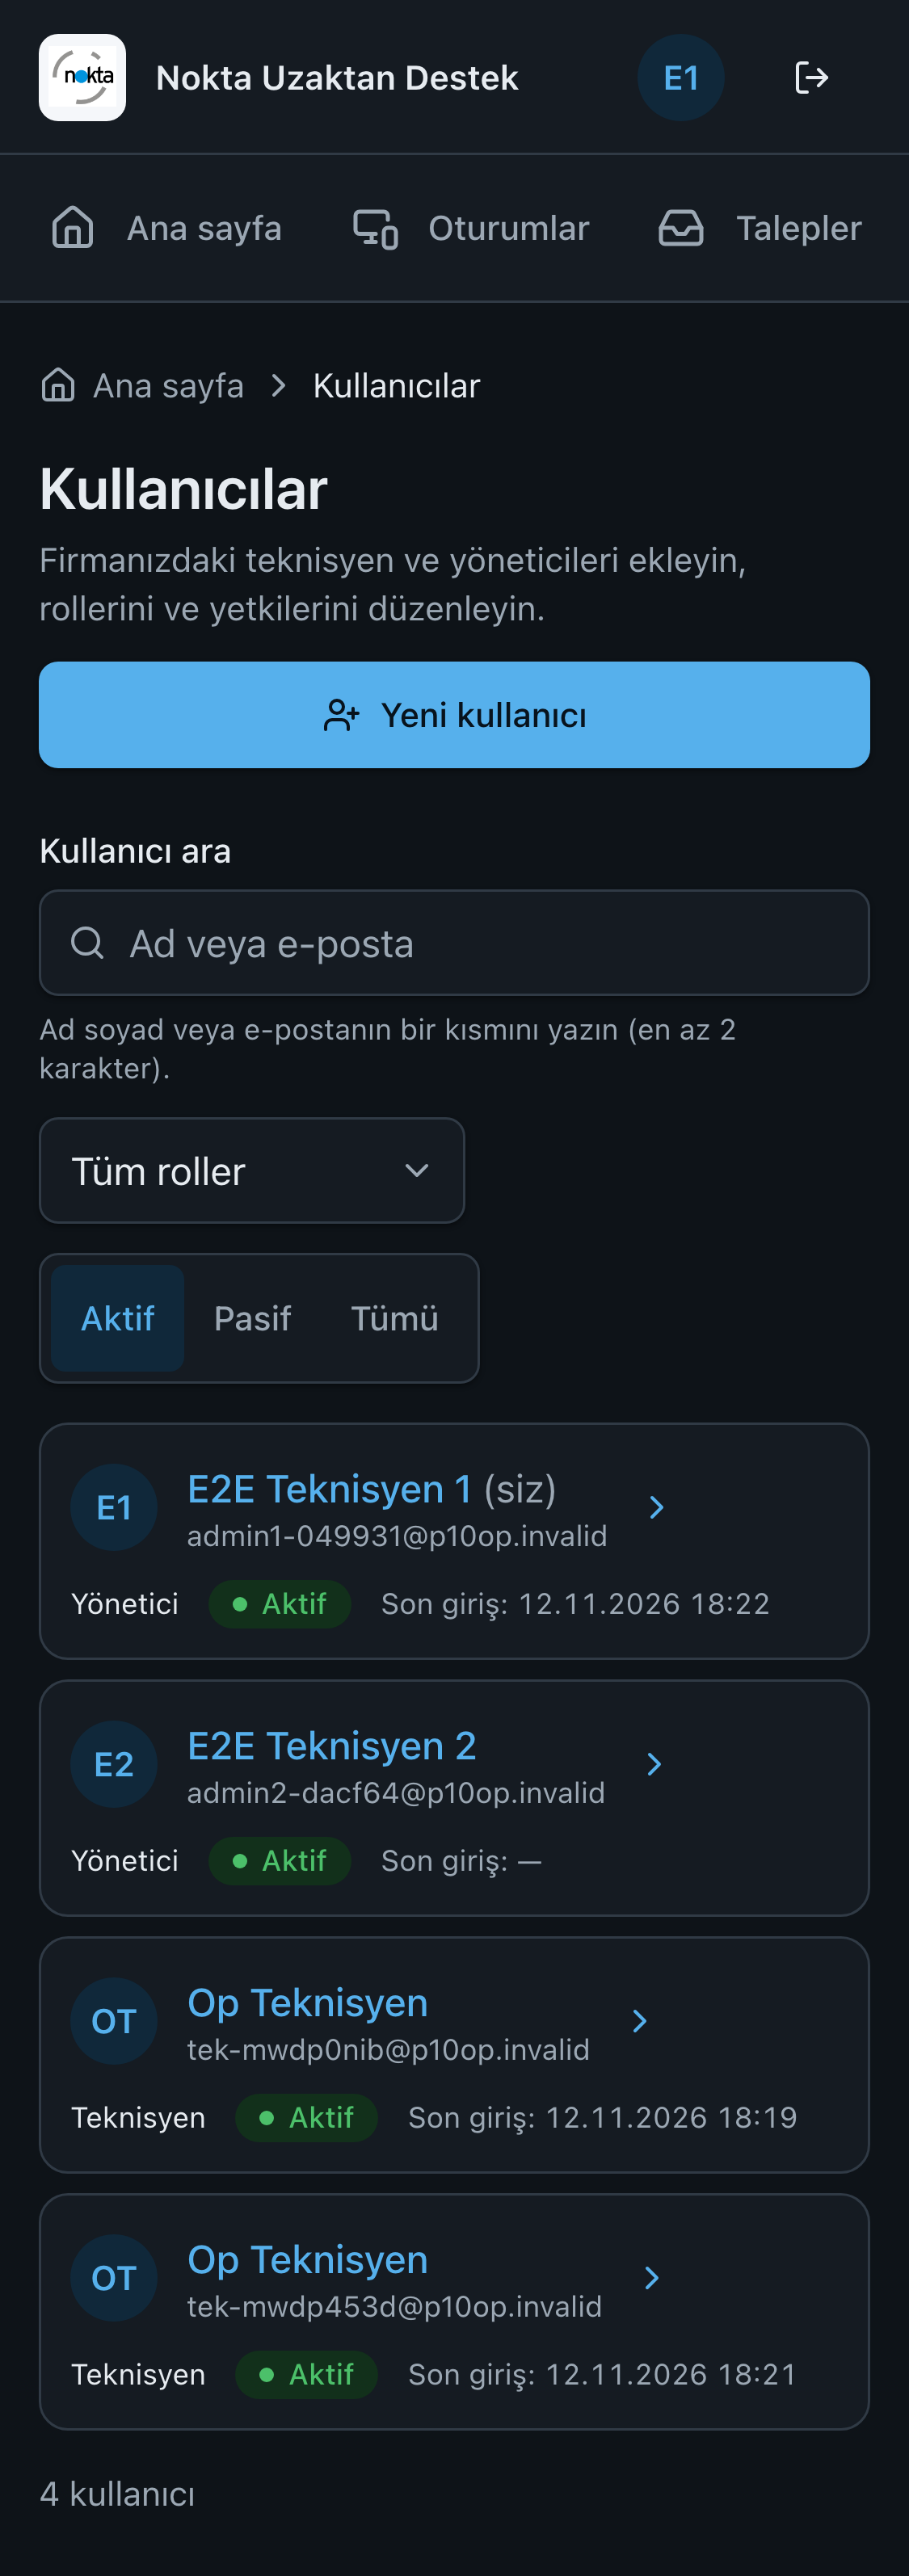 nokta
Nokta Uzaktan Destek
E1
Ana sayfa
Oturumlar
Talepler
Ana sayfa > Kullanıcılar
Kullanıcılar
Firmanızdaki teknisyen ve yöneticileri ekleyin,
rollerini ve yetkilerini düzenleyin.
Yeni kullanıcı
Kullanıcı ara
Ad veya e-posta
Ad soyad veya e-postanın bir kısmını yazın (en az 2
karakter).
Tüm roller
Aktif Pasif Tümü
E1
E2E Teknisyen 1 (siz)
admin1-049931@p10op.invalid
Yönetici Aktif Son giriş: 12.11.2026 18:22
E2
E2E Teknisyen 2
admin2-dacf64@p10op.invalid
Yönetici Aktif Son giriş: —
OT
Op Teknisyen
tek-mwdp0nib@p10op.invalid
Teknisyen Aktif Son giriş: 12.11.2026 18:19
OT
Op Teknisyen
tek-mwdp453d@p10op.invalid
Teknisyen Aktif Son giriş: 12.11.2026 18:21
4 kullanıcı